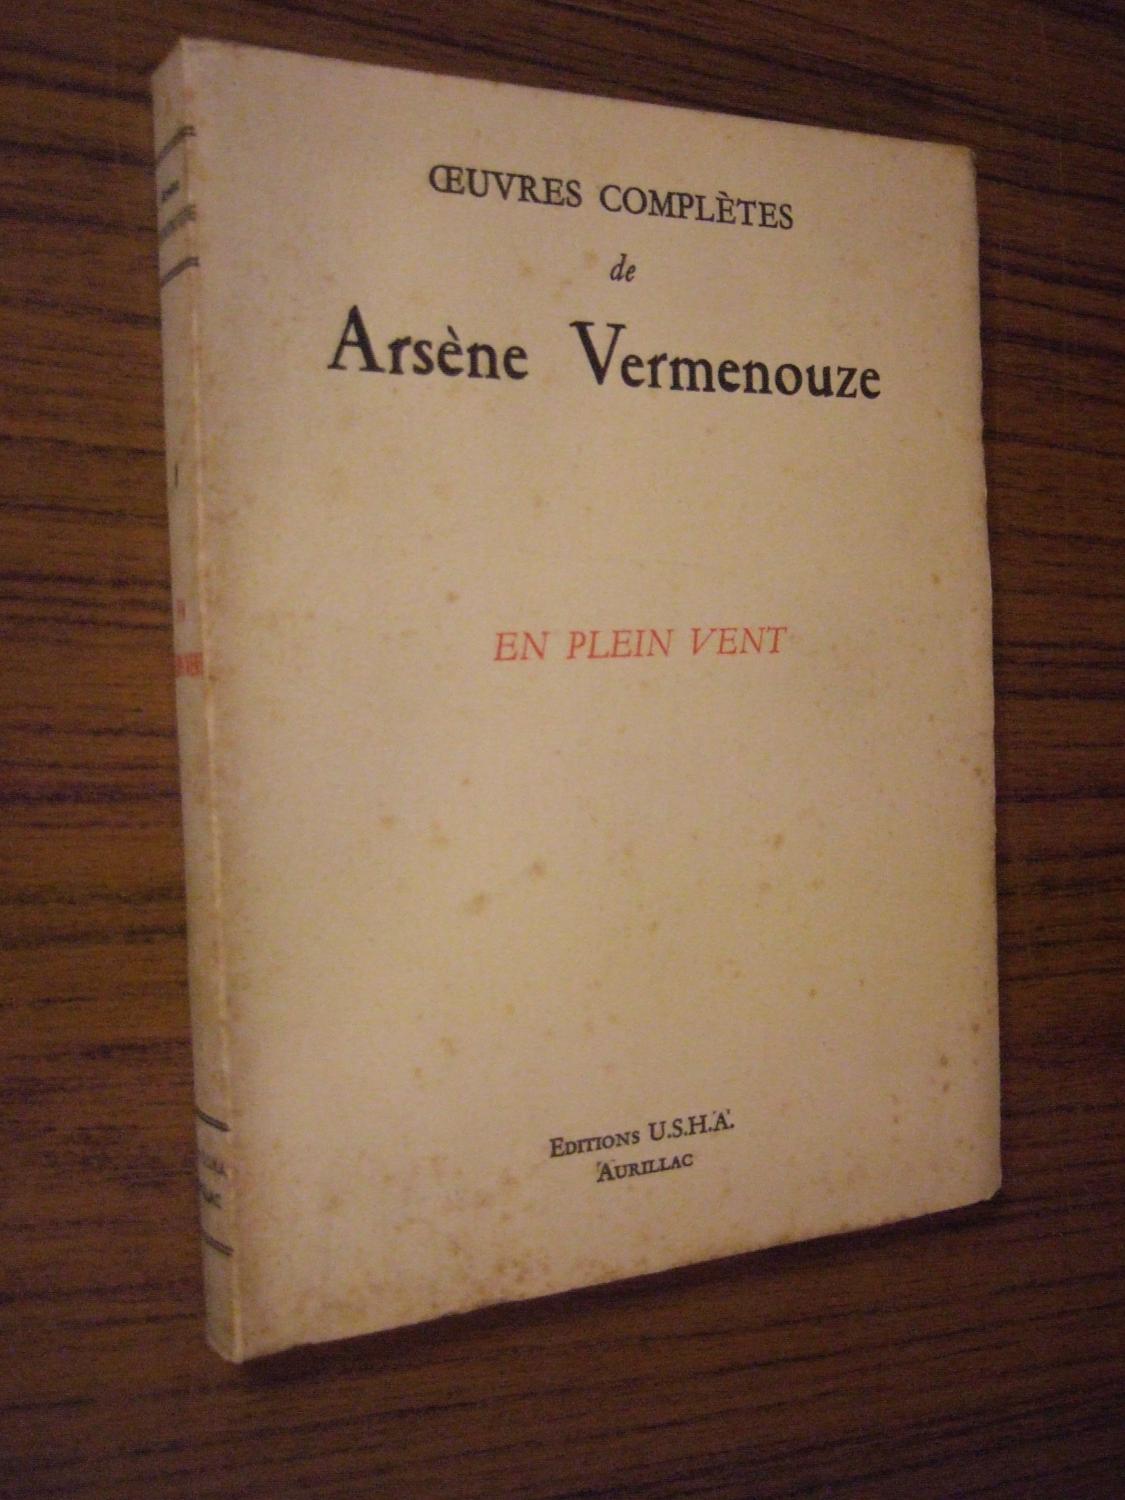 ŒUVRES COMPLÈTES
de
Arsène Vermenouze
EN PLEIN VENT
EDITIONS U.S.H.A.
AURILLAC